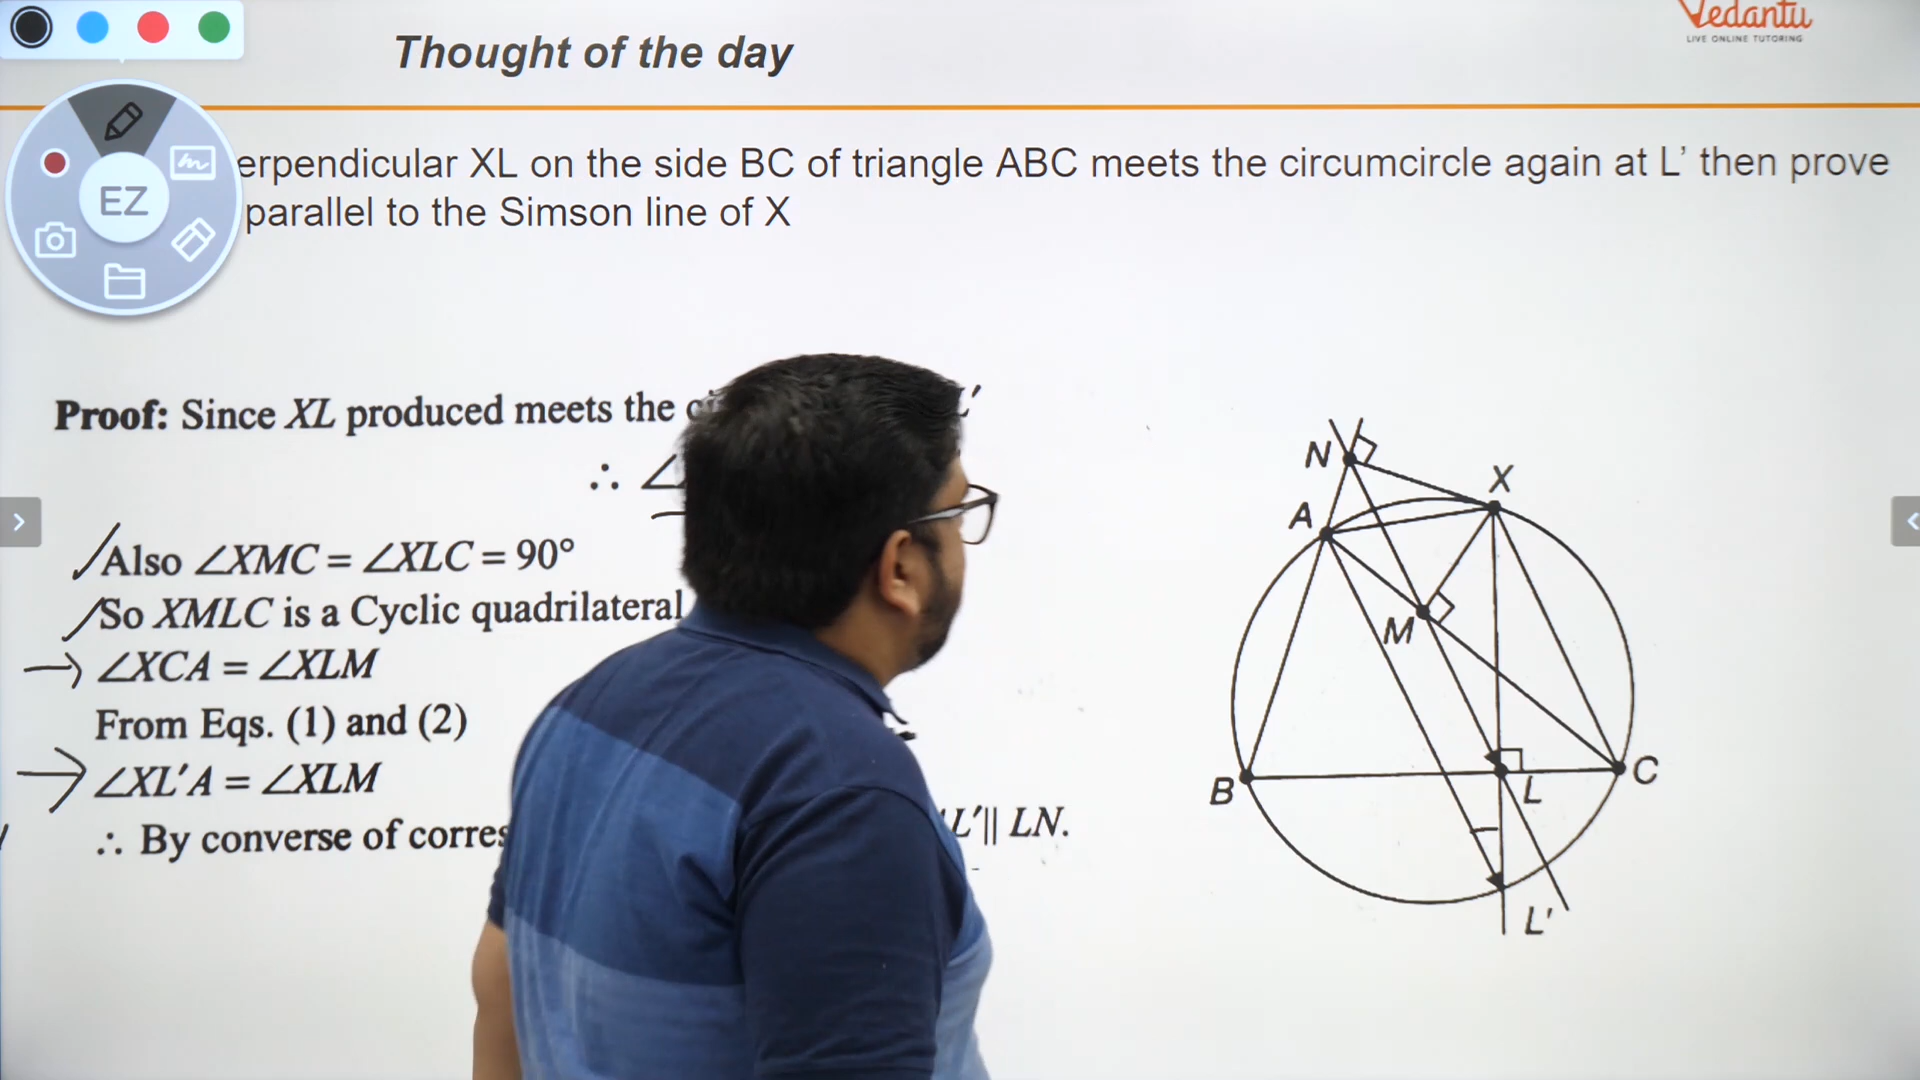 Vedantu
LIVE ONLINE TUTORING
Thought of the day
EZ
erpendicular XL on the side BC of triangle ABC meets the circumcircle again at L’ then prove
parallel to the Simson line of X
Proof: Since XL produced meets the
L′
∴ ∠
Also ∠XMC = ∠XLC = 90°
So XMLC is a Cyclic quadrilateral
∠XCA = ∠XLM
From Eqs. (1) and (2)
∠XL′A = ∠XLM
∴ By converse of corres
L′ || LN.
N
X
A
M
B
L
C
L'